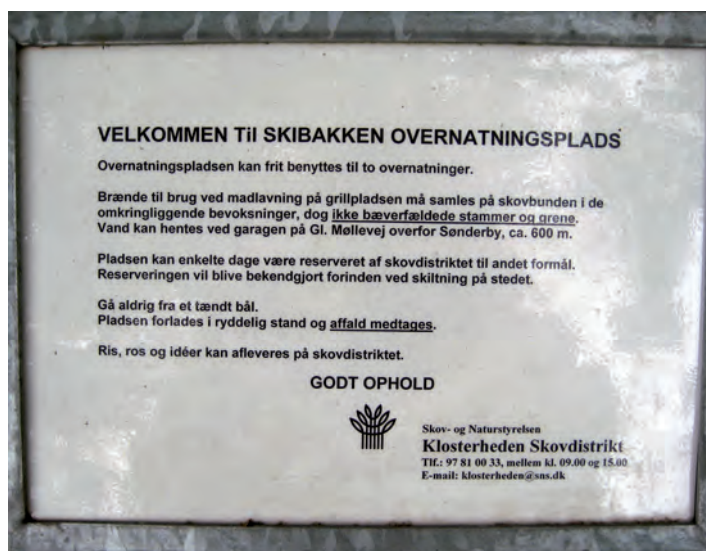 VELKOMMEN Til SKIBAKKEN OVERNATNINGSPLADS
Overnatningspladsen kan frit benyttes til to overnatninger.
Brænde til brug ved madlavning på grillpladsen må samles på skovbunden i de
omkringliggende bevoksninger, dog ikke bæverfældede stammer og grene.
Vand kan hentes ved garagen på Gl. Møllevej overfor Sønderby, ca. 600 m.
Pladsen kan enkelte dage være reserveret af skovdistriktet til andet formål.
Reserveringen vil blive bekendgjort forinden ved skiltning på stedet.
Gå aldrig fra et tændt bål.
Pladsen forlades i ryddelig stand og affald medtages.
Ris, ros og idéer kan afleveres på skovdistriktet.
GODT OPHOLD
Skov- og Naturstyrelsen
Klosterheden Skovdistrikt
Tlf.: 97 81 00 33, mellem kl. 09.00 og 15.00
E-mail: klosterheden@sns.dk